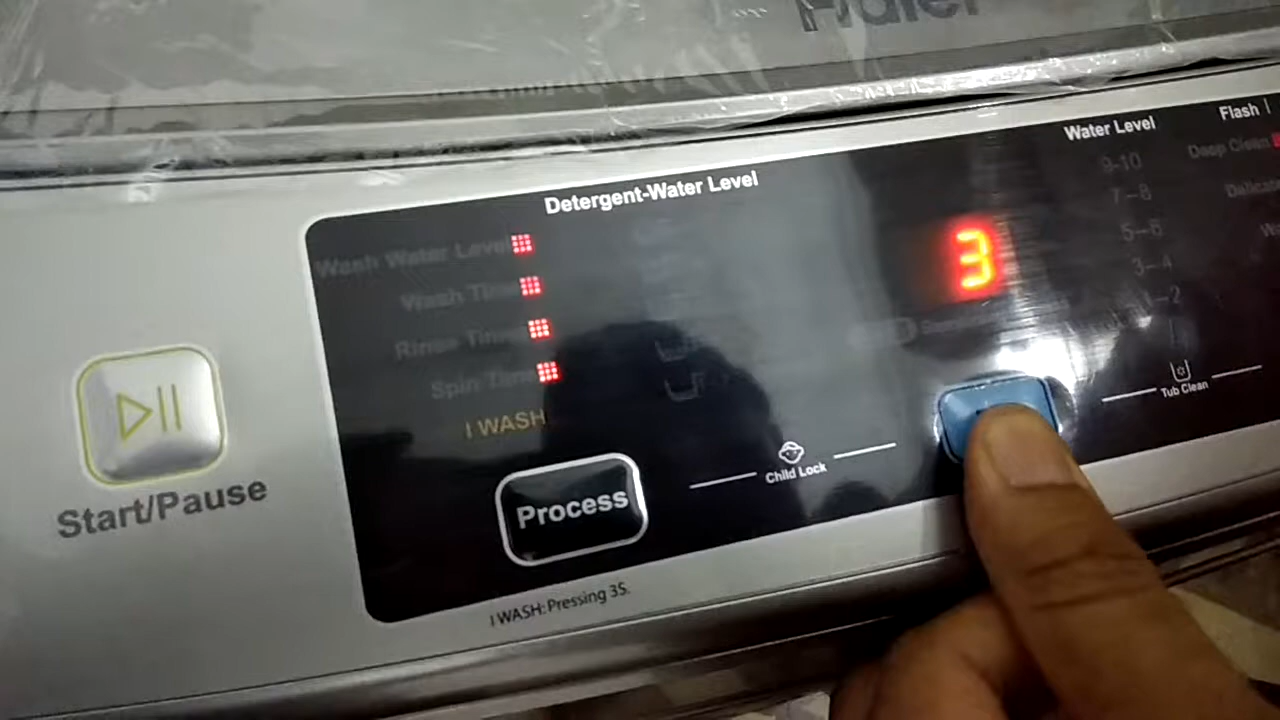 Haier
Water Level
Flash
Detergent-Water Level
9-10
Deep Clean
7-8
Delicate
Wash Water Level
5-6
3
3-4
Wash Time
Rinse Time
Spin Time
Tub Clean
I WASH
Child Lock
Process
Start/Pause
I WASH: Pressing 3S.